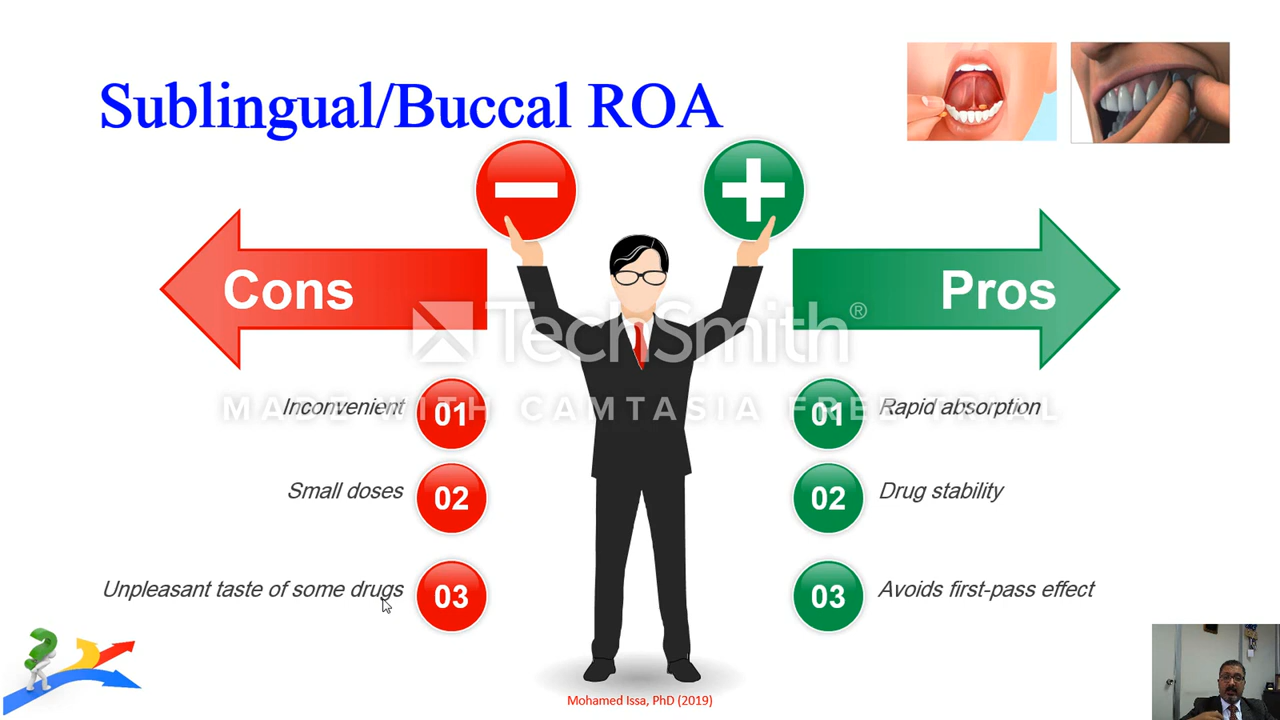 Sublingual/Buccal ROA
Cons
Pros
TechSmith®
MADE WITH CAMTASIA FREE TRIAL
Inconvenient 01
Small doses 02
Unpleasant taste of some drugs 03
01 Rapid absorption
02 Drug stability
03 Avoids first-pass effect
Mohamed Issa, PhD (2019)